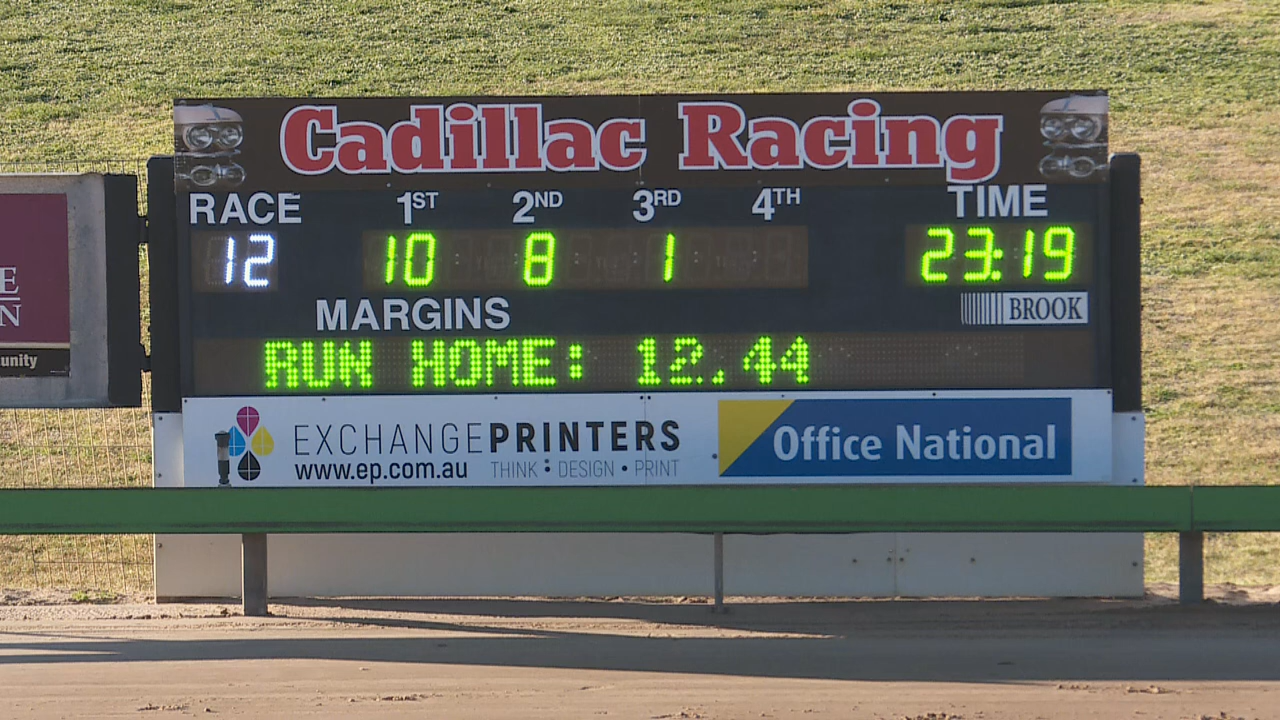 Cadillac Racing
RACE 1ST 2ND 3RD 4TH TIME
12 10 8 1 23:19
MARGINS BROOK
RUN HOME: 12.44
E
N
unity
EXCHANGEPRINTERS
www.ep.com.au THINK : DESIGN • PRINT
Office National